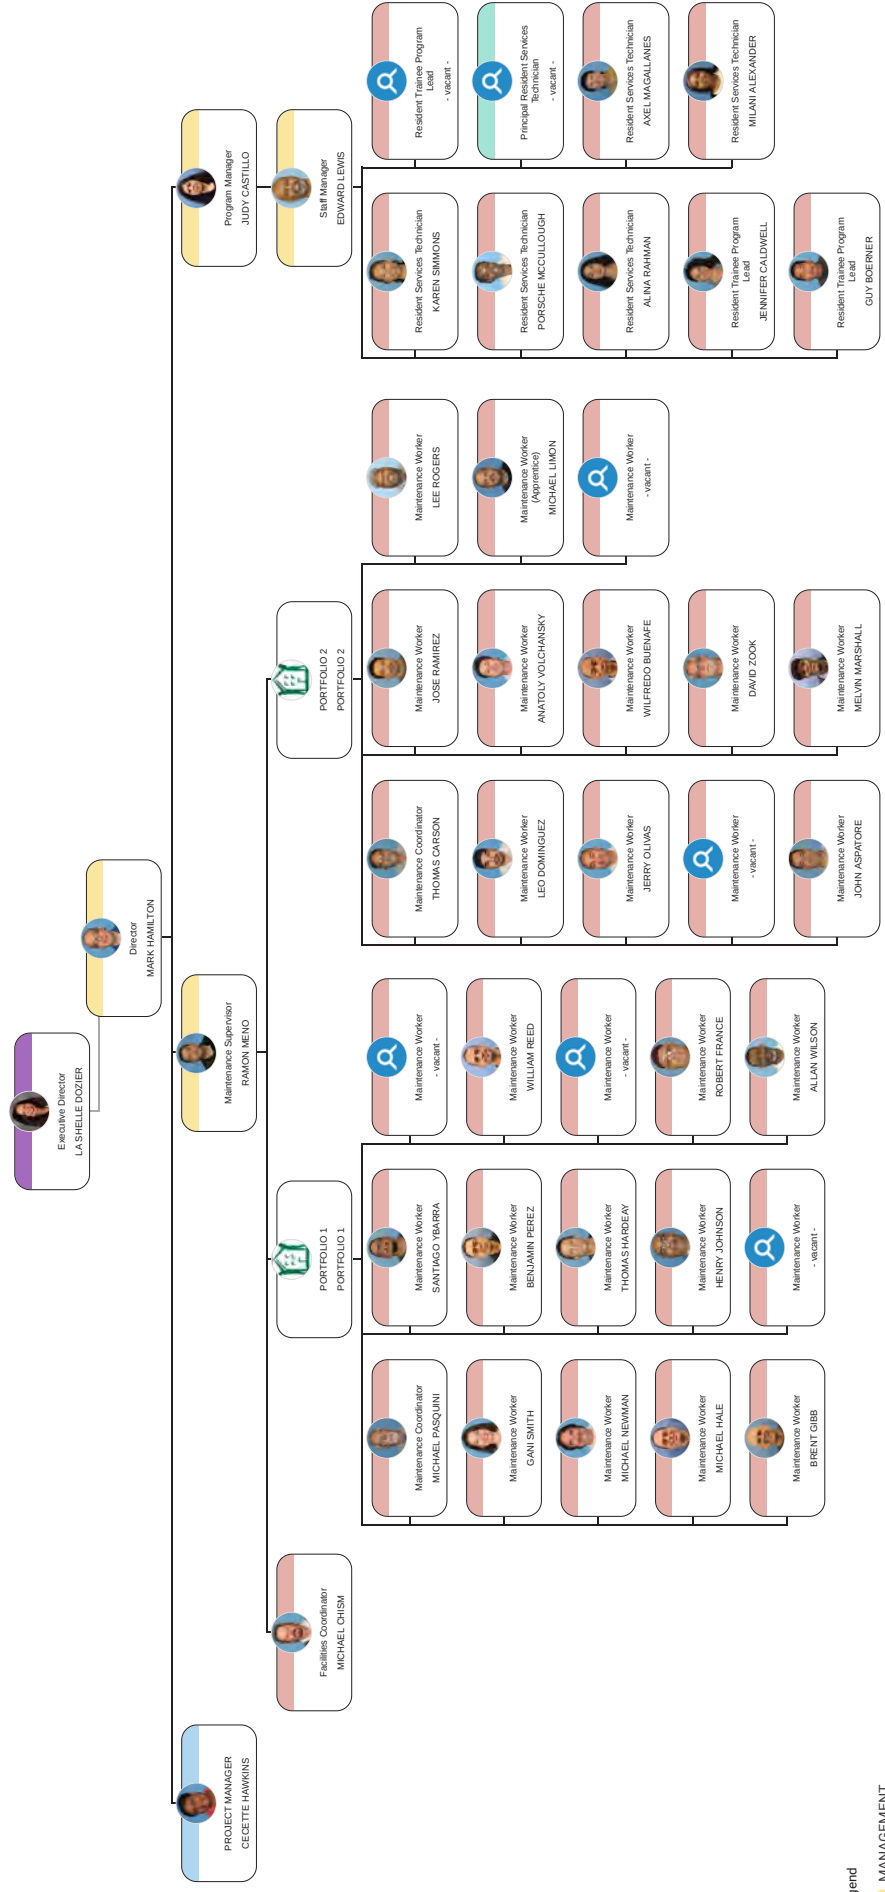 Executive Director
LA SHELLE DOZIER
Director
MARK HAMILTON
PROJECT MANAGER
CECETTE HAWKINS
Maintenance Supervisor
RAMON MENO
Program Manager
JUDY CASTILLO
Facilities Coordinator
MICHAEL CHISM
PORTFOLIO 1
PORTFOLIO 1
PORTFOLIO 2
PORTFOLIO 2
Staff Manager
EDWARD LEWIS
Maintenance Coordinator
MICHAEL PASQUINI
Maintenance Worker
GANI SMITH
Maintenance Worker
MICHAEL NEWMAN
Maintenance Worker
MICHAEL HALE
Maintenance Worker
BRENT GIBB
Maintenance Worker
SANTIAGO YBARRA
Maintenance Worker
BENJAMIN PEREZ
Maintenance Worker
THOMAS HARDEAY
Maintenance Worker
HENRY JOHNSON
Maintenance Worker
- vacant -
Maintenance Worker
- vacant -
Maintenance Worker
WILLIAM REED
Maintenance Worker
- vacant -
Maintenance Worker
ROBERT FRANCE
Maintenance Worker
ALLAN WILSON
Maintenance Coordinator
THOMAS CARSON
Maintenance Worker
LEO DOMINGUEZ
Maintenance Worker
JERRY OLIVAS
Maintenance Worker
- vacant -
Maintenance Worker
JOHN ASPATORE
Maintenance Worker
JOSE RAMIREZ
Maintenance Worker
ANATOLY VOLCHANSKY
Maintenance Worker
WILFREDO BUENAFE
Maintenance Worker
DAVID ZOOK
Maintenance Worker
MELVIN MARSHALL
Maintenance Worker
LEE ROGERS
Maintenance Worker
(Apprentice)
MICHAEL LIMON
Maintenance Worker
- vacant -
Resident Services Technician
KAREN SIMMONS
Resident Services Technician
PORSCHE MCCULLOUGH
Resident Services Technician
ALINA RAHMAN
Resident Trainee Program
Lead
JENNIFER CALDWELL
Resident Trainee Program
Lead
GUY BOERNER
Resident Trainee Program
Lead
- vacant -
Principal Resident Services
Technician
- vacant -
Resident Services Technician
AXEL MAGALLANES
Resident Services Technician
MILANI ALEXANDER
gend
MANAGEMENT